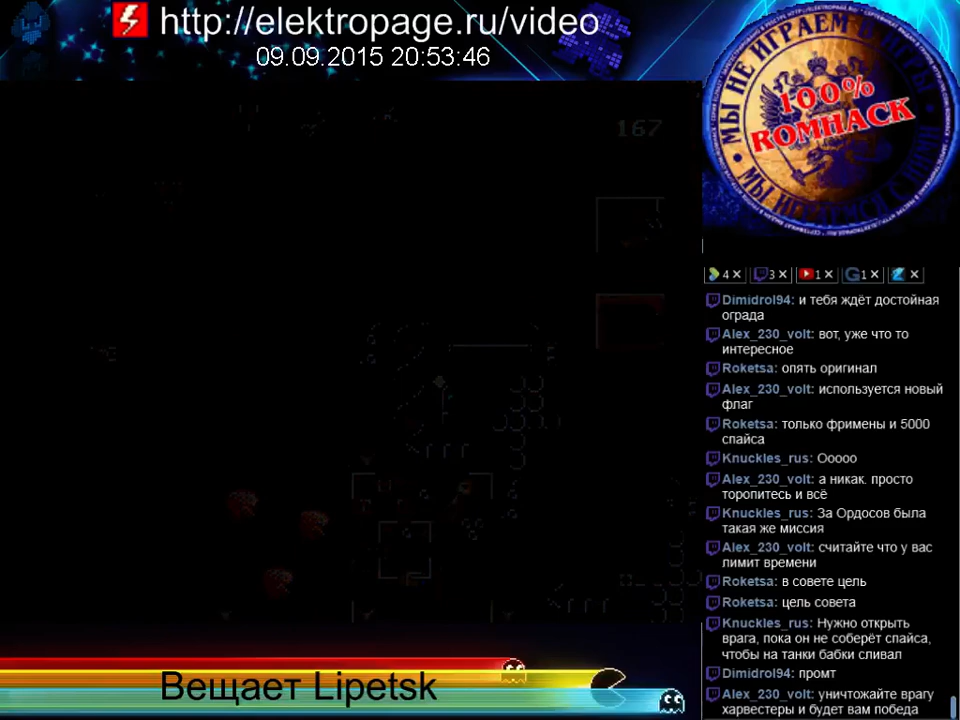 http://elektropage.ru/video
09.09.2015 20:53:46
167
МЫ НЕ ИГРАЕМ
100%
ROMHACK
4 × 3 × 1 × 1 ×  ×
Dimidrol94: и тебя ждёт достойная
ограда
Alex_230_volt: вот, уже что то
интересное
Roketsa: опять оригинал
Alex_230_volt: используется новый
флаг
Roketsa: только фримены и 5000
спайса
Knuckles_rus: Ооооо
Alex_230_volt: а никак. просто
торопитесь и всё
Knuckles_rus: За Ордосов была
такая же миссия
Alex_230_volt: считайте что у вас
лимит времени
Roketsa: в совете цель
Roketsa: цель совета
Knuckles_rus: Нужно открыть
врага, пока он не соберёт спайса,
чтобы на танки бабки сливал
Dimidrol94: промт
Alex_230_volt: уничтожайте врагу
харвестеры и будет вам победа
Вещает Lipetsk